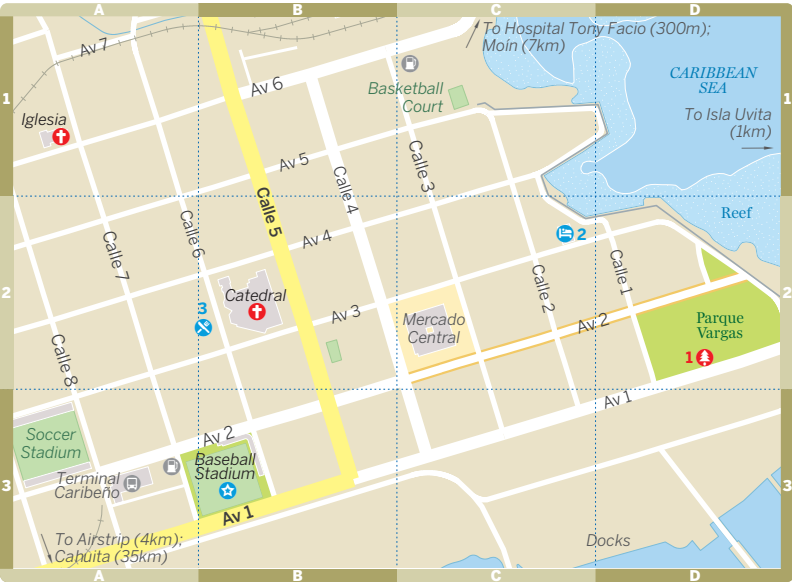 A
B
C
D
To Hospital Tony Facio (300m);
Moín (7km)
Av 7
CARIBBEAN
SEA
Av 6
Basketball
Court
1
1
To Isla Uvita
(1km)
Iglesia
Av 5
Calle 3
Calle 4
Calle 5
Calle 6
Reef
2
Av 4
Calle 7
Calle 1
Calle 2
Catedral
2
2
3
Av 3
Mercado
Central
Av 2
Parque
Vargas
1
Calle 8
Av 1
Av 2
Soccer
Stadium
Baseball
Stadium
Terminal
Caribeño
3
3
Av 1
To Airstrip (4km);
Cahuita (35km)
Docks
A
B
C
D